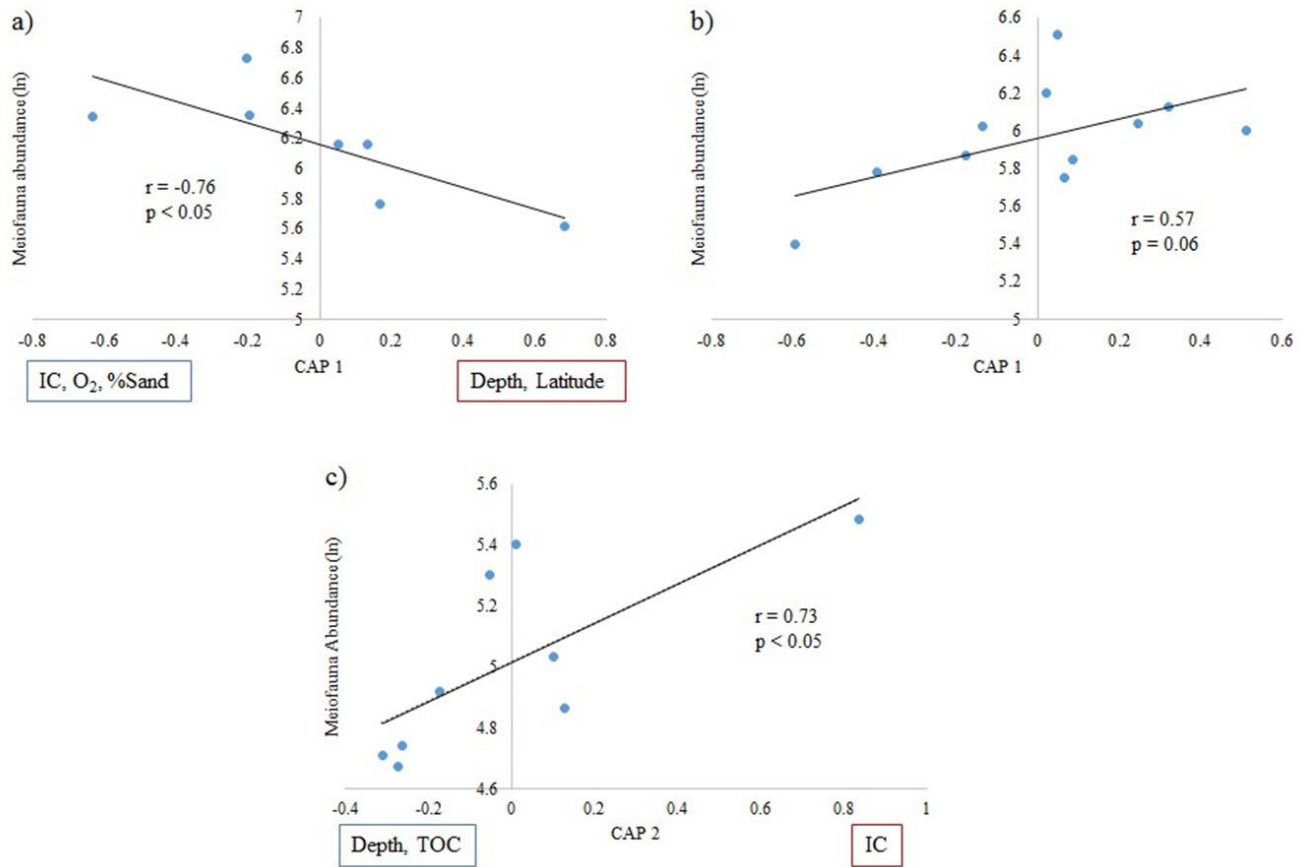 a)
Meiofauna abundance (ln)
7
6.8
6.6
6.4
6.2
6
5.8
5.6
5.4
5.2
5
r = -0.76
p < 0.05
-0.8 -0.6 -0.4 -0.2 0 0.2 0.4 0.6 0.8
CAP 1
IC, O₂, %Sand
Depth, Latitude
b)
Meiofauna abundance (ln)
6.6
6.4
6.2
6
5.8
5.6
5.4
5.2
5
r = 0.57
p = 0.06
-0.8 -0.6 -0.4 -0.2 0 0.2 0.4 0.6
CAP 1
c)
Meiofauna Abundance (ln)
5.6
5.4
5.2
5
4.8
4.6
r = 0.73
p < 0.05
-0.4 -0.2 0 0.2 0.4 0.6 0.8 1
CAP 2
Depth, TOC
IC